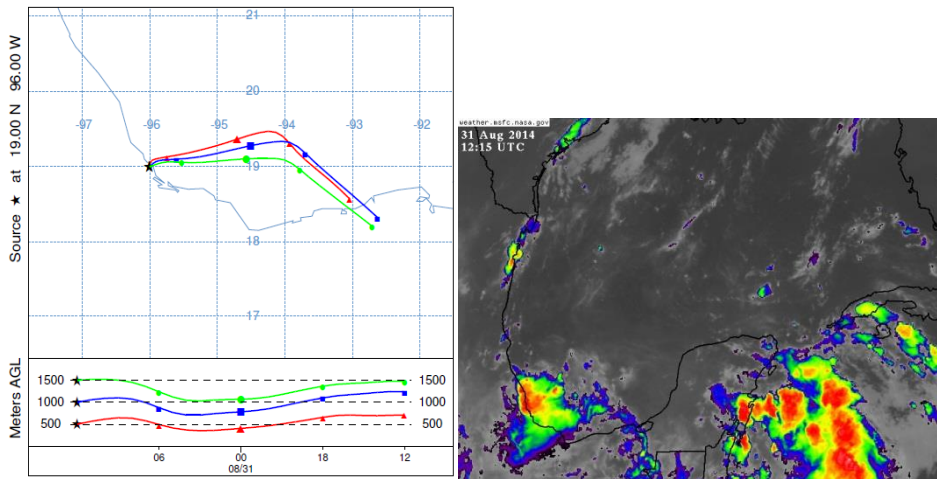 Source ★ at 19.00 N 96.00 W
21
20
-97 -96 -95 -94 -93 -92
19
18
17
Meters AGL
1500 1500
1000 1000
500 500
06 00 18 12
08/31
weather.msfc.nasa.gov
31 Aug 2014
12:15 UTC